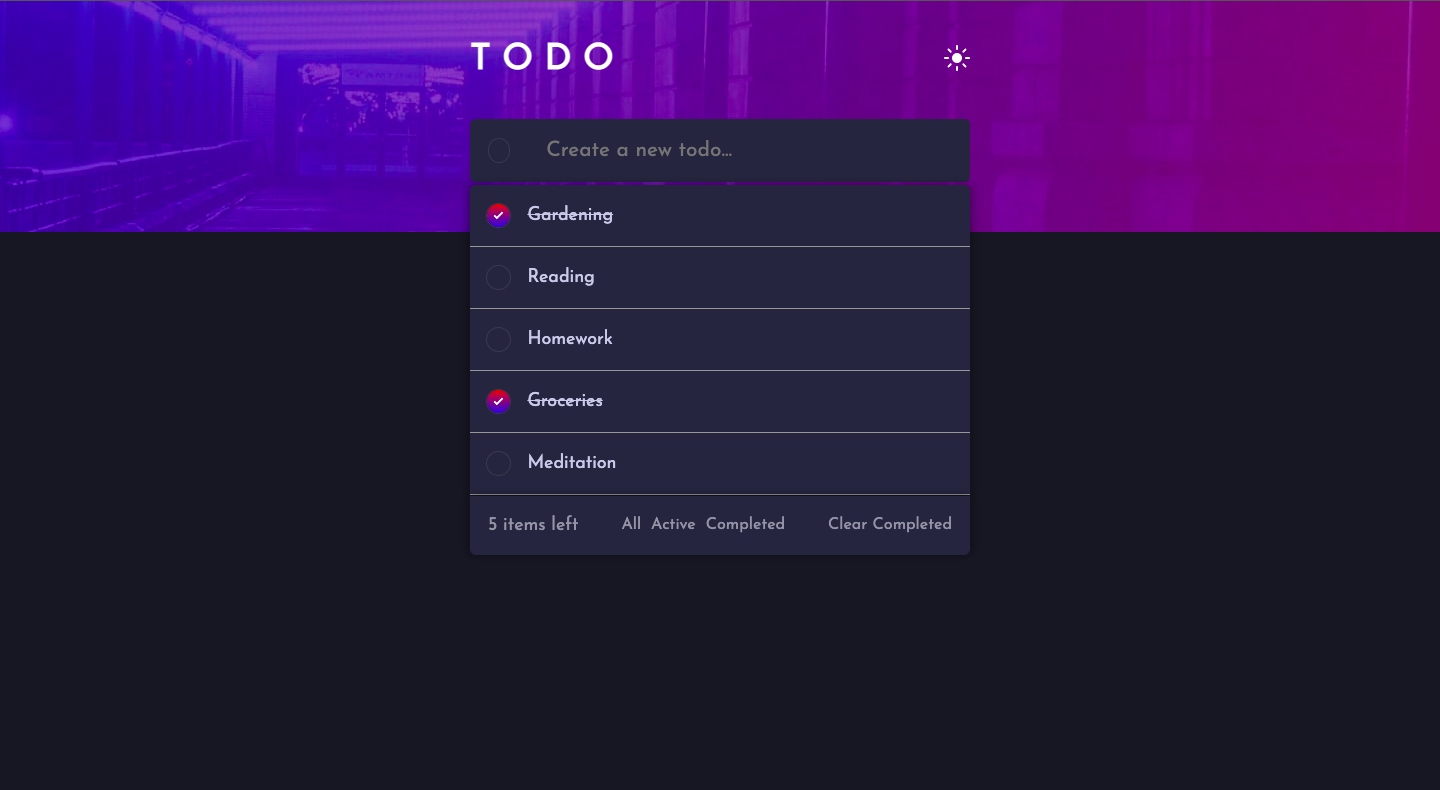 TODO
Create a new todo...
Gardening
Reading
Homework
Groceries
Meditation
5 items left All Active Completed Clear Completed